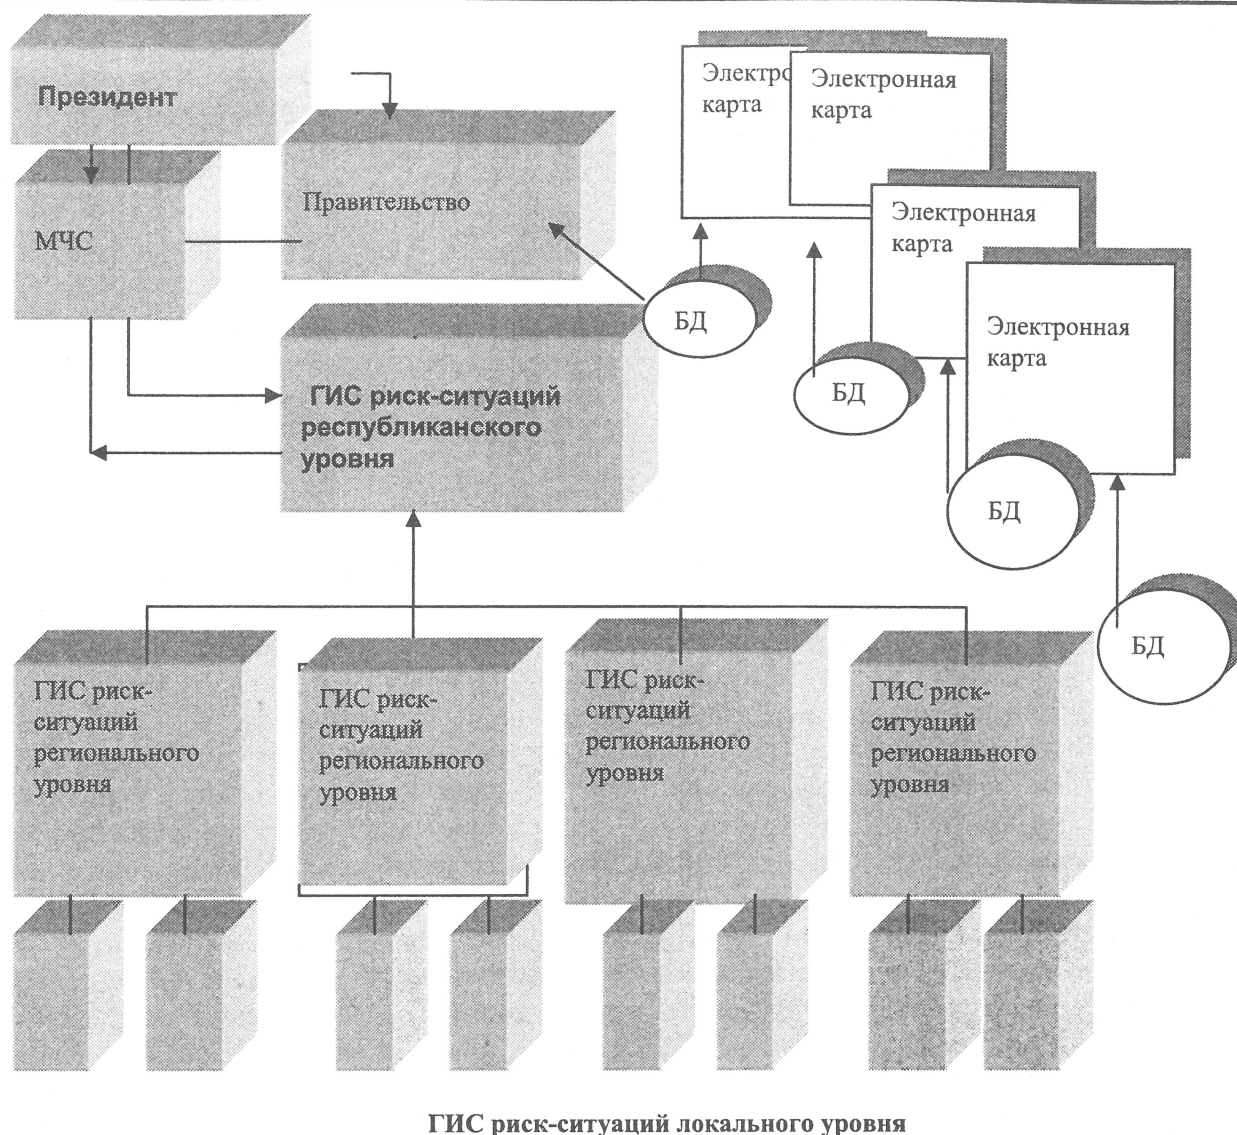 Президент
МЧС
Правительство
ГИС риск-ситуаций
республиканского
уровня
Электро
карта
Электронная
карта
Электронная
карта
Электронная
карта
БД
БД
БД
БД
ГИС риск-
ситуаций
регионального
уровня
ГИС риск-
ситуаций
регионального
уровня
ГИС риск-
ситуаций
регионального
уровня
ГИС риск-
ситуаций
регионального
уровня
ГИС риск-ситуаций локального уровня